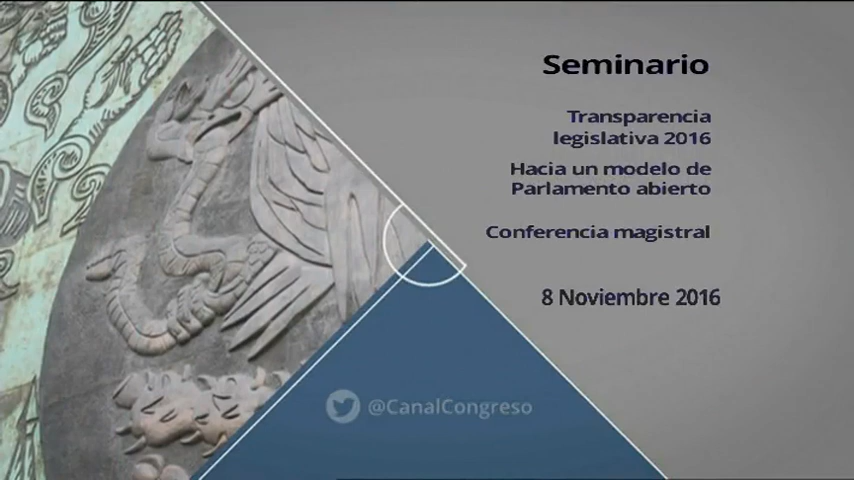 Seminario
Transparencia
legislativa 2016
Hacia un modelo de
Parlamento abierto
Conferencia magistral
8 Noviembre 2016
@CanalCongreso